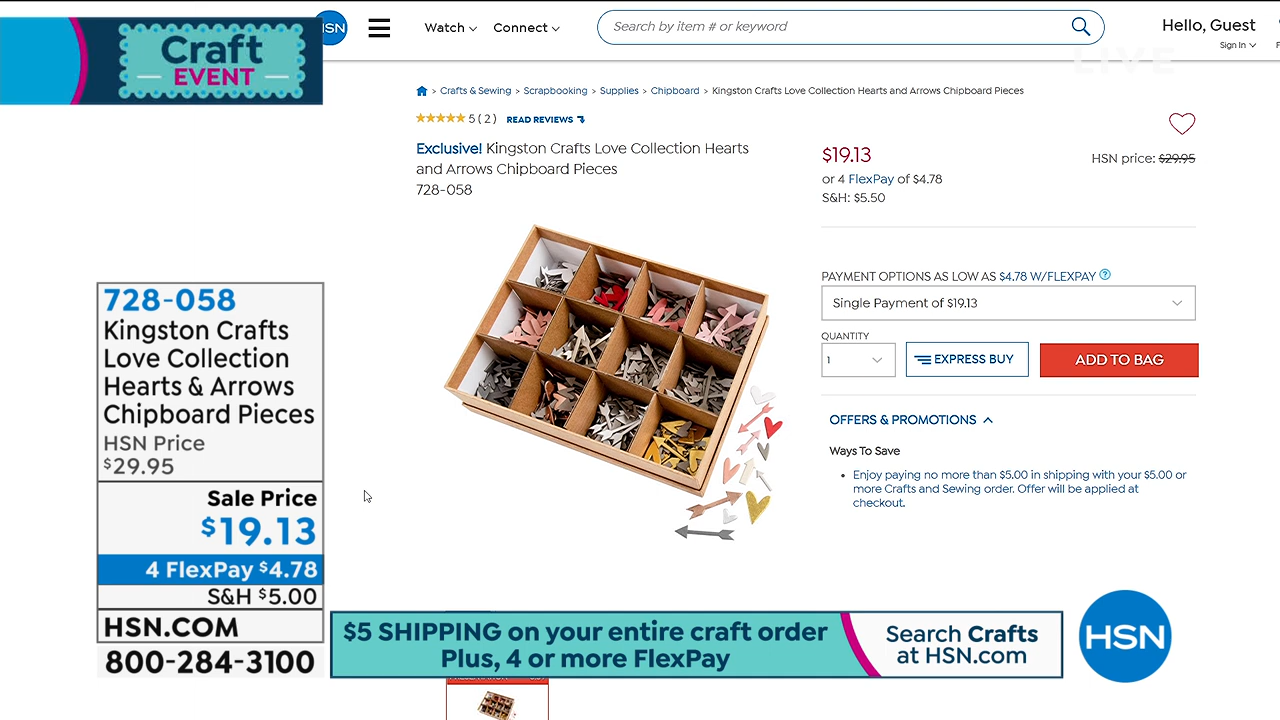 Craft
EVENT
HSN
Watch
Connect
Search by item # or keyword
Hello, Guest
Sign In
LIVE
> Crafts & Sewing > Scrapbooking > Supplies > Chipboard > Kingston Crafts Love Collection Hearts and Arrows Chipboard Pieces
5 ( 2 ) READ REVIEWS
Exclusive! Kingston Crafts Love Collection Hearts
and Arrows Chipboard Pieces
728-058
$19.13
HSN price: $29.95
or 4 FlexPay of $4.78
S&H: $5.50
PAYMENT OPTIONS AS LOW AS $4.78 W/FLEXPAY ?
Single Payment of $19.13
QUANTITY
1
EXPRESS BUY
ADD TO BAG
OFFERS & PROMOTIONS
Ways To Save
• Enjoy paying no more than $5.00 in shipping with your $5.00 or
more Crafts and Sewing order. Offer will be applied at
checkout.
728-058
Kingston Crafts
Love Collection
Hearts & Arrows
Chipboard Pieces
HSN Price
$29.95
Sale Price
$19.13
4 FlexPay $4.78
S&H $5.00
HSN.COM
800-284-3100
$5 SHIPPING on your entire craft order
Plus, 4 or more FlexPay
Search Crafts
at HSN.com
HSN